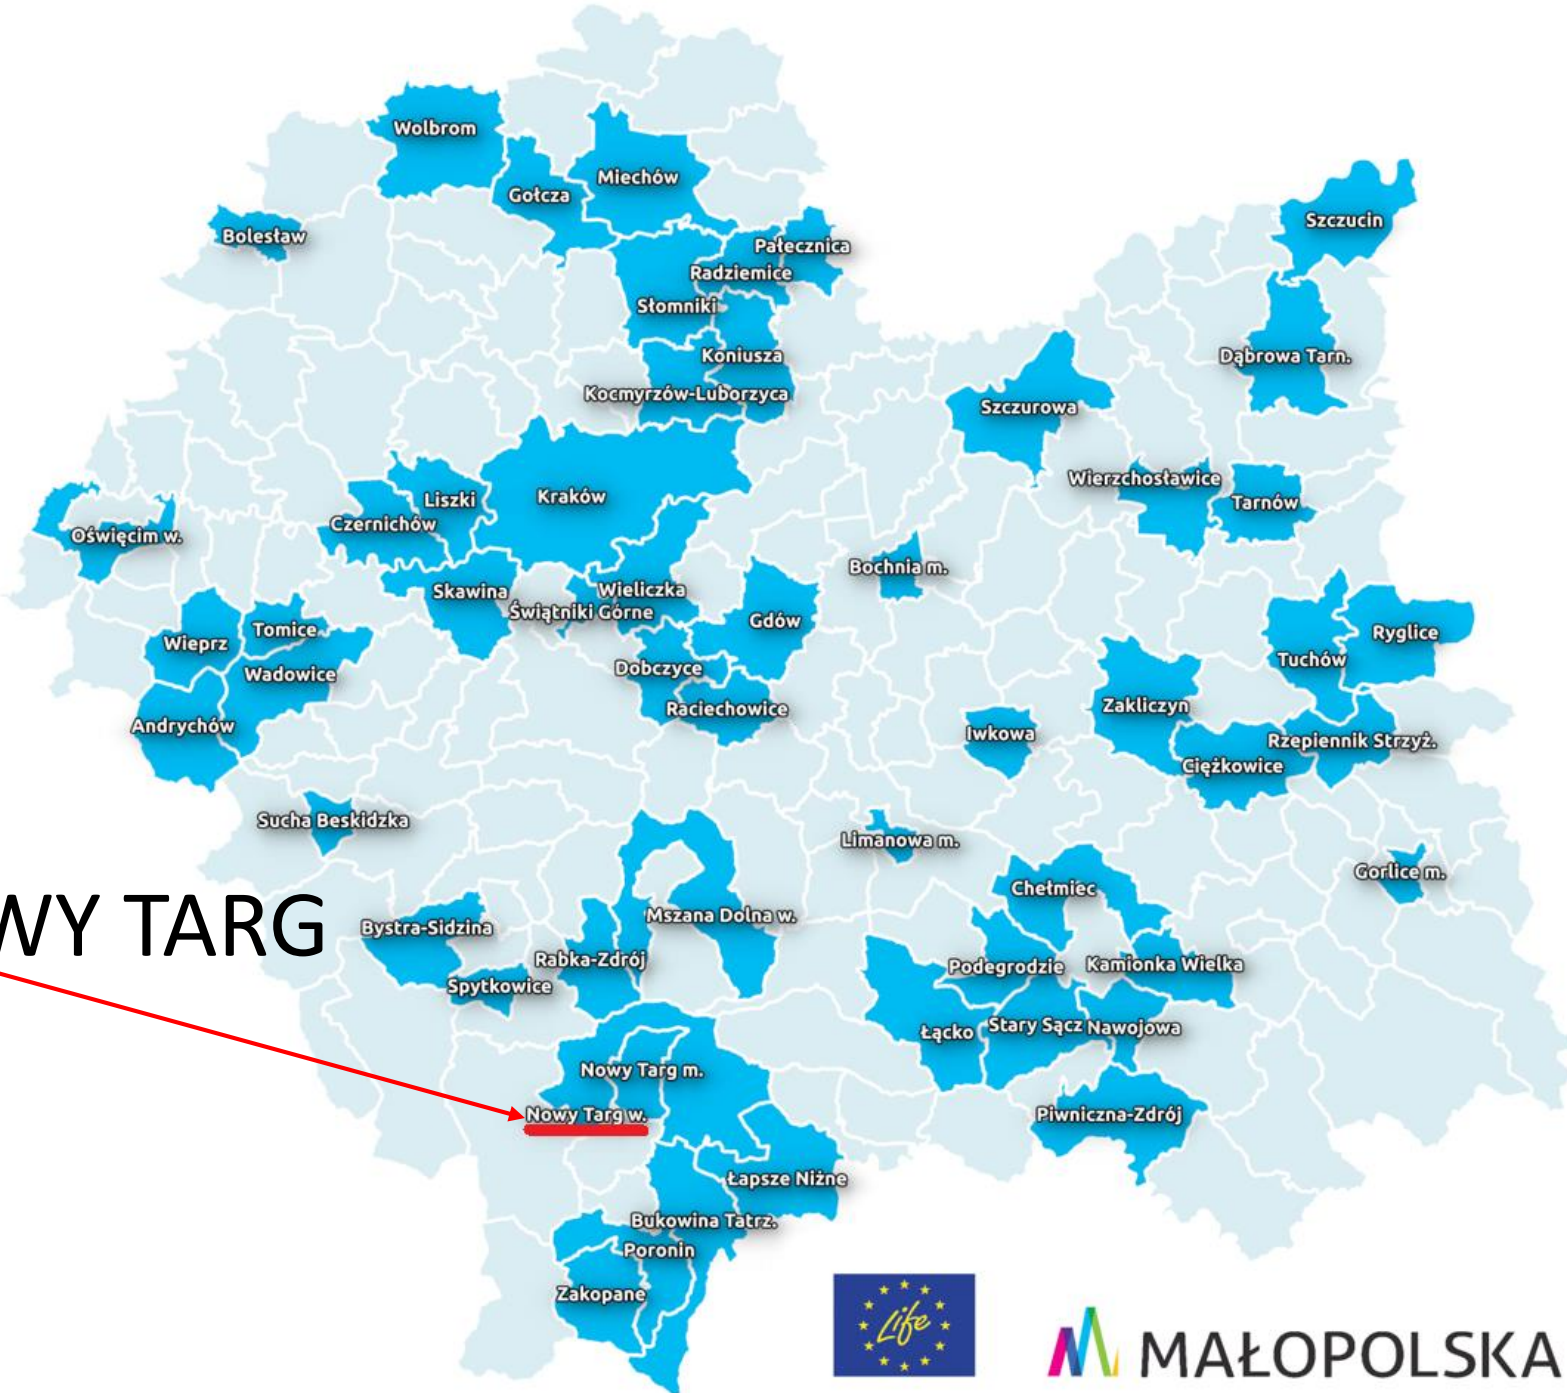 Wolbrom
Miechów
Gołcza
Szczucin
Bolesław
Pałecznica
Radziemice
Słomniki
Koniusza
Dąbrowa Tarn.
Kocmyrzów-Luborzyca
Szczurowa
Wierzchosławice
Kraków
Liszki
Tarnów
Czernichów
Oświęcim w.
Bochnia m.
Skawina
Wieliczka
Świątniki Górne
Gdów
Tomice
Wieprz
Ryglice
Tuchów
Dobczyce
Wadowice
Zakliczyn
Raciechowice
Andrychów
Iwkowa
Rzepiennik Strzyż.
Ciężkowice
Sucha Beskidzka
Limanowa m.
Gorlice m.
Chełmiec
Mszana Dolna w.
WY TARG
Bystra-Sidzina
Rabka-Zdrój
Podegrodzie
Kamionka Wielka
Spytkowice
Łącko
Stary Sącz
Nawojowa
Nowy Targ m.
Nowy Targ w.
Piwniczna-Zdrój
Łapsze Niżne
Bukowina Tatrz.
Poronin
Zakopane
Life
MAŁOPOLSKA